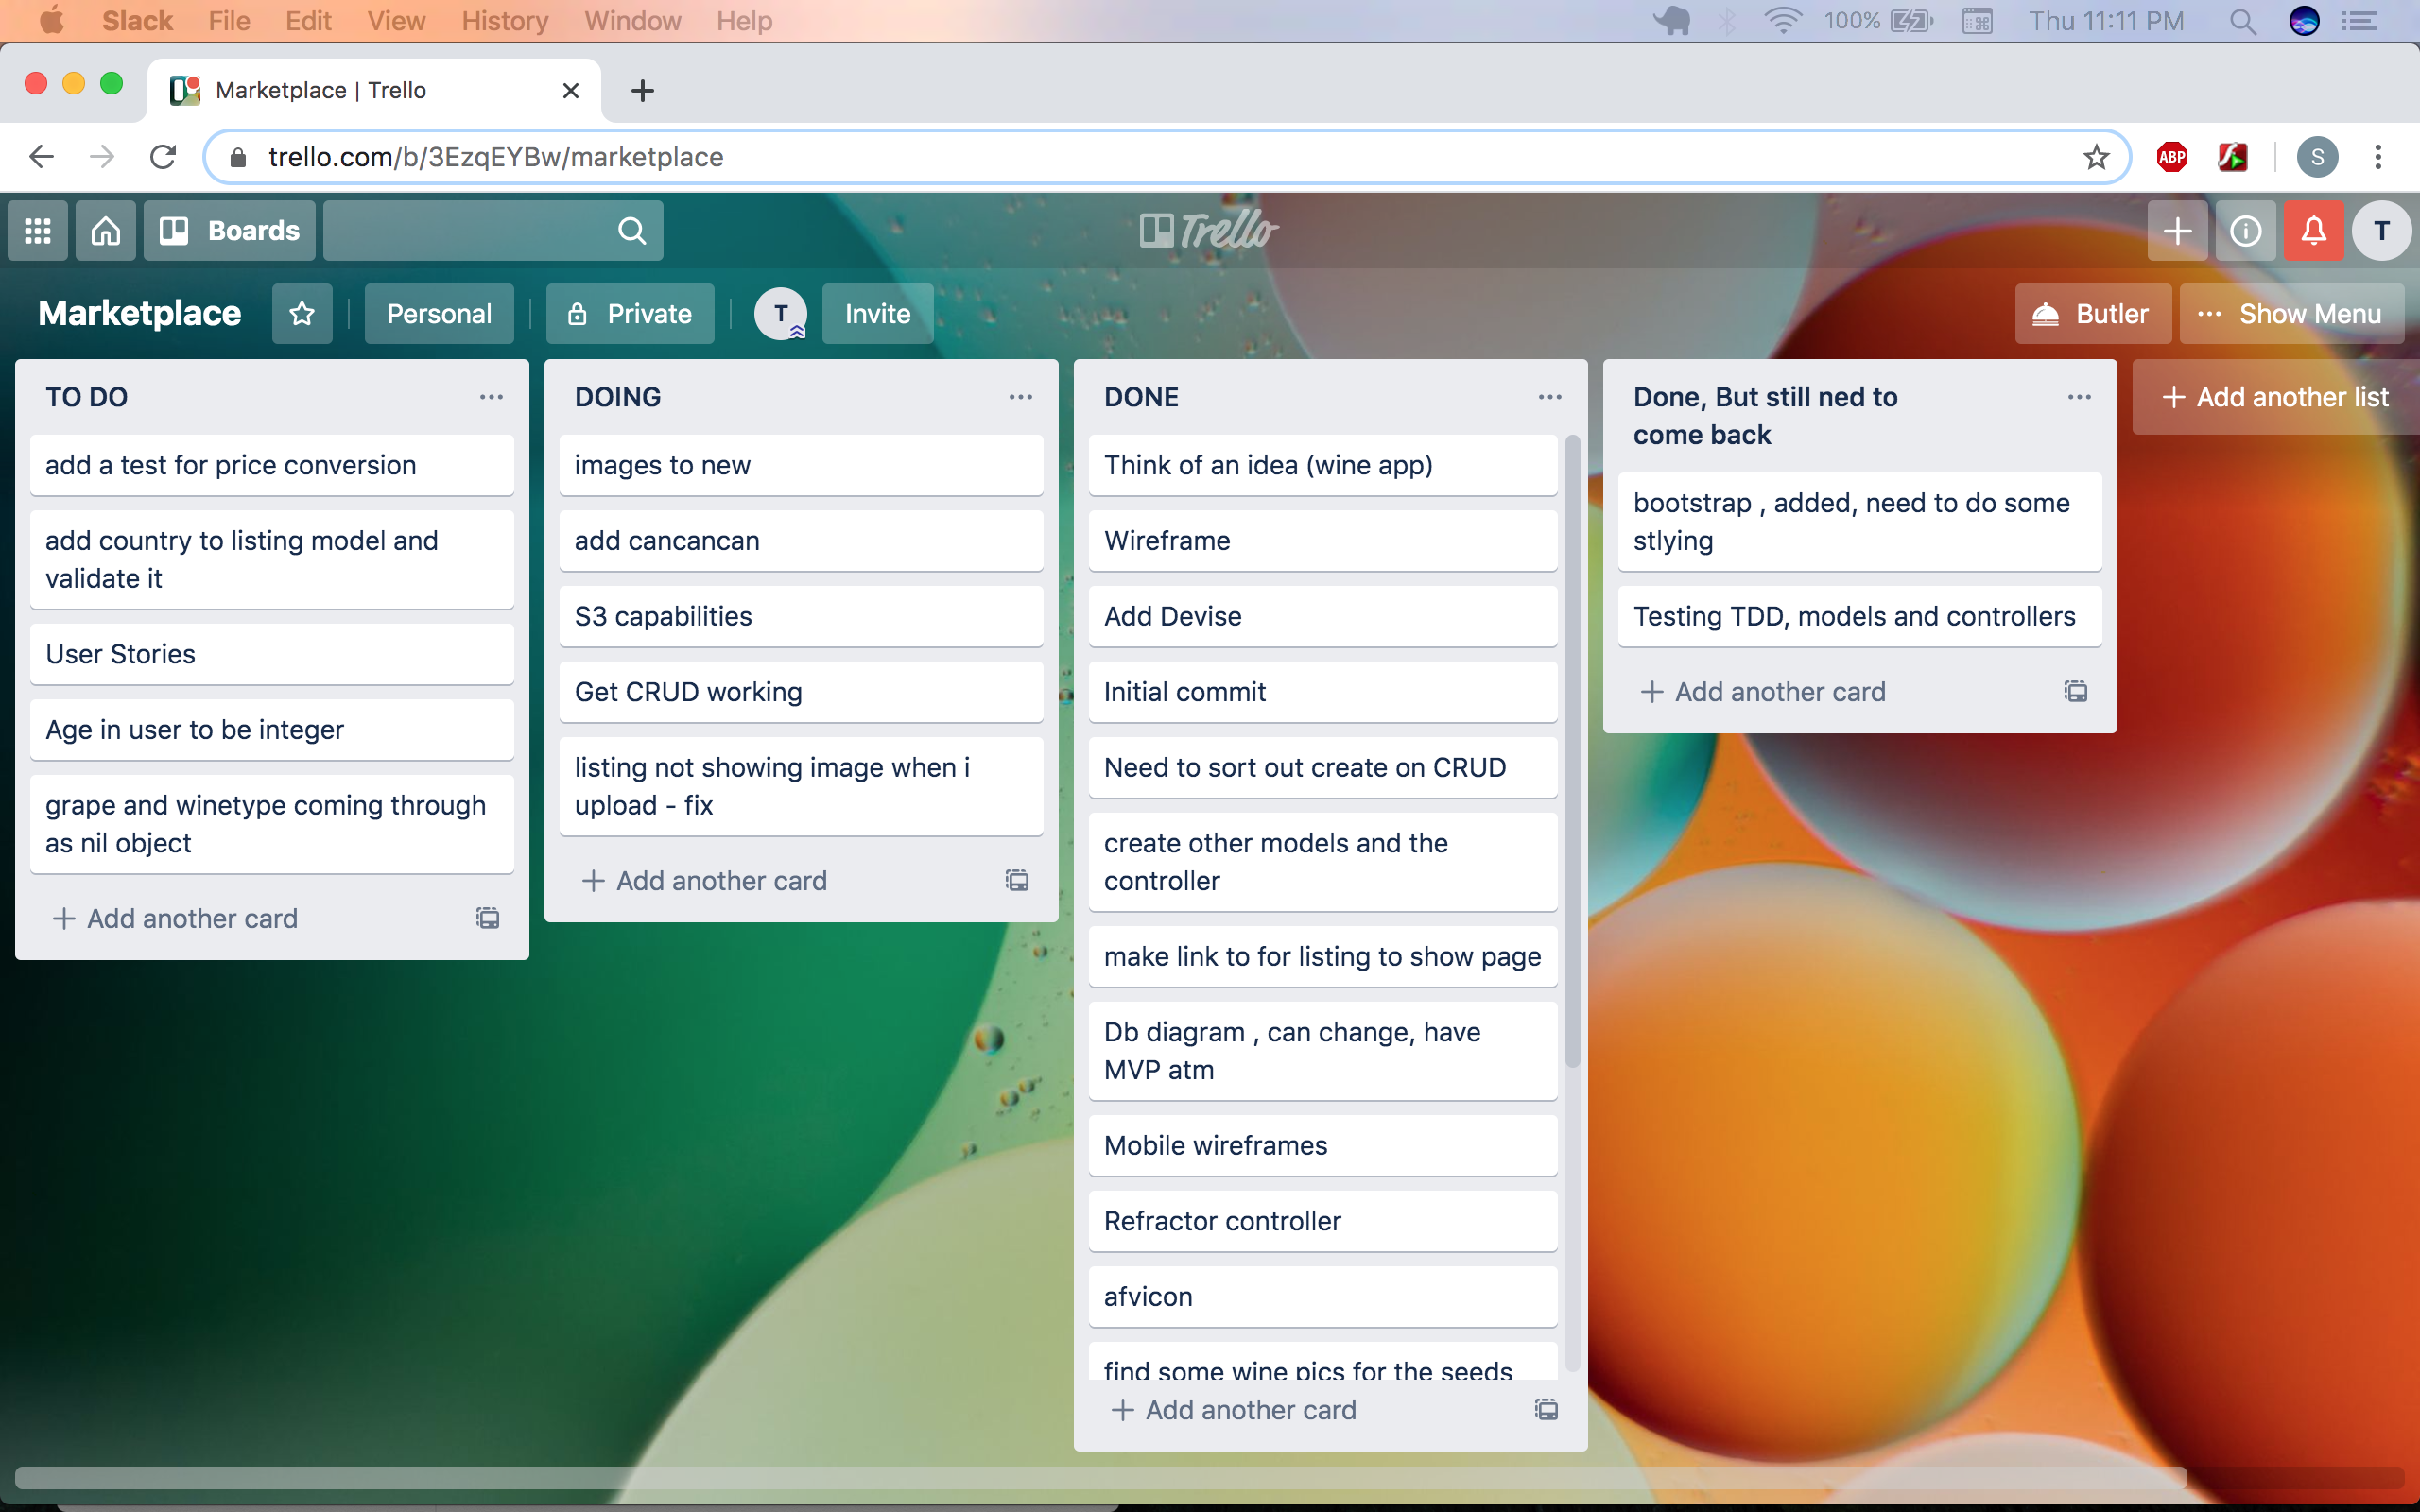 Slack File Edit View History Window Help 100% Thu 11:11 PM
Marketplace | Trello
trello.com/b/3EzqEYBw/marketplace
ABP
S
Boards
Trello
T
Marketplace
Personal
Private
T
Invite
Butler
Show Menu
TO DO
add a test for price conversion
add country to listing model and
validate it
User Stories
Age in user to be integer
grape and winetype coming through
as nil object
Add another card
DOING
images to new
add cancancan
S3 capabilities
Get CRUD working
listing not showing image when i
upload - fix
Add another card
DONE
Think of an idea (wine app)
Wireframe
Add Devise
Initial commit
Need to sort out create on CRUD
create other models and the
controller
make link to for listing to show page
Db diagram , can change, have
MVP atm
Mobile wireframes
Refractor controller
afvicon
find some wine pics for the seeds
Add another card
Done, But still ned to
come back
bootstrap , added, need to do some
stlying
Testing TDD, models and controllers
Add another card
Add another list